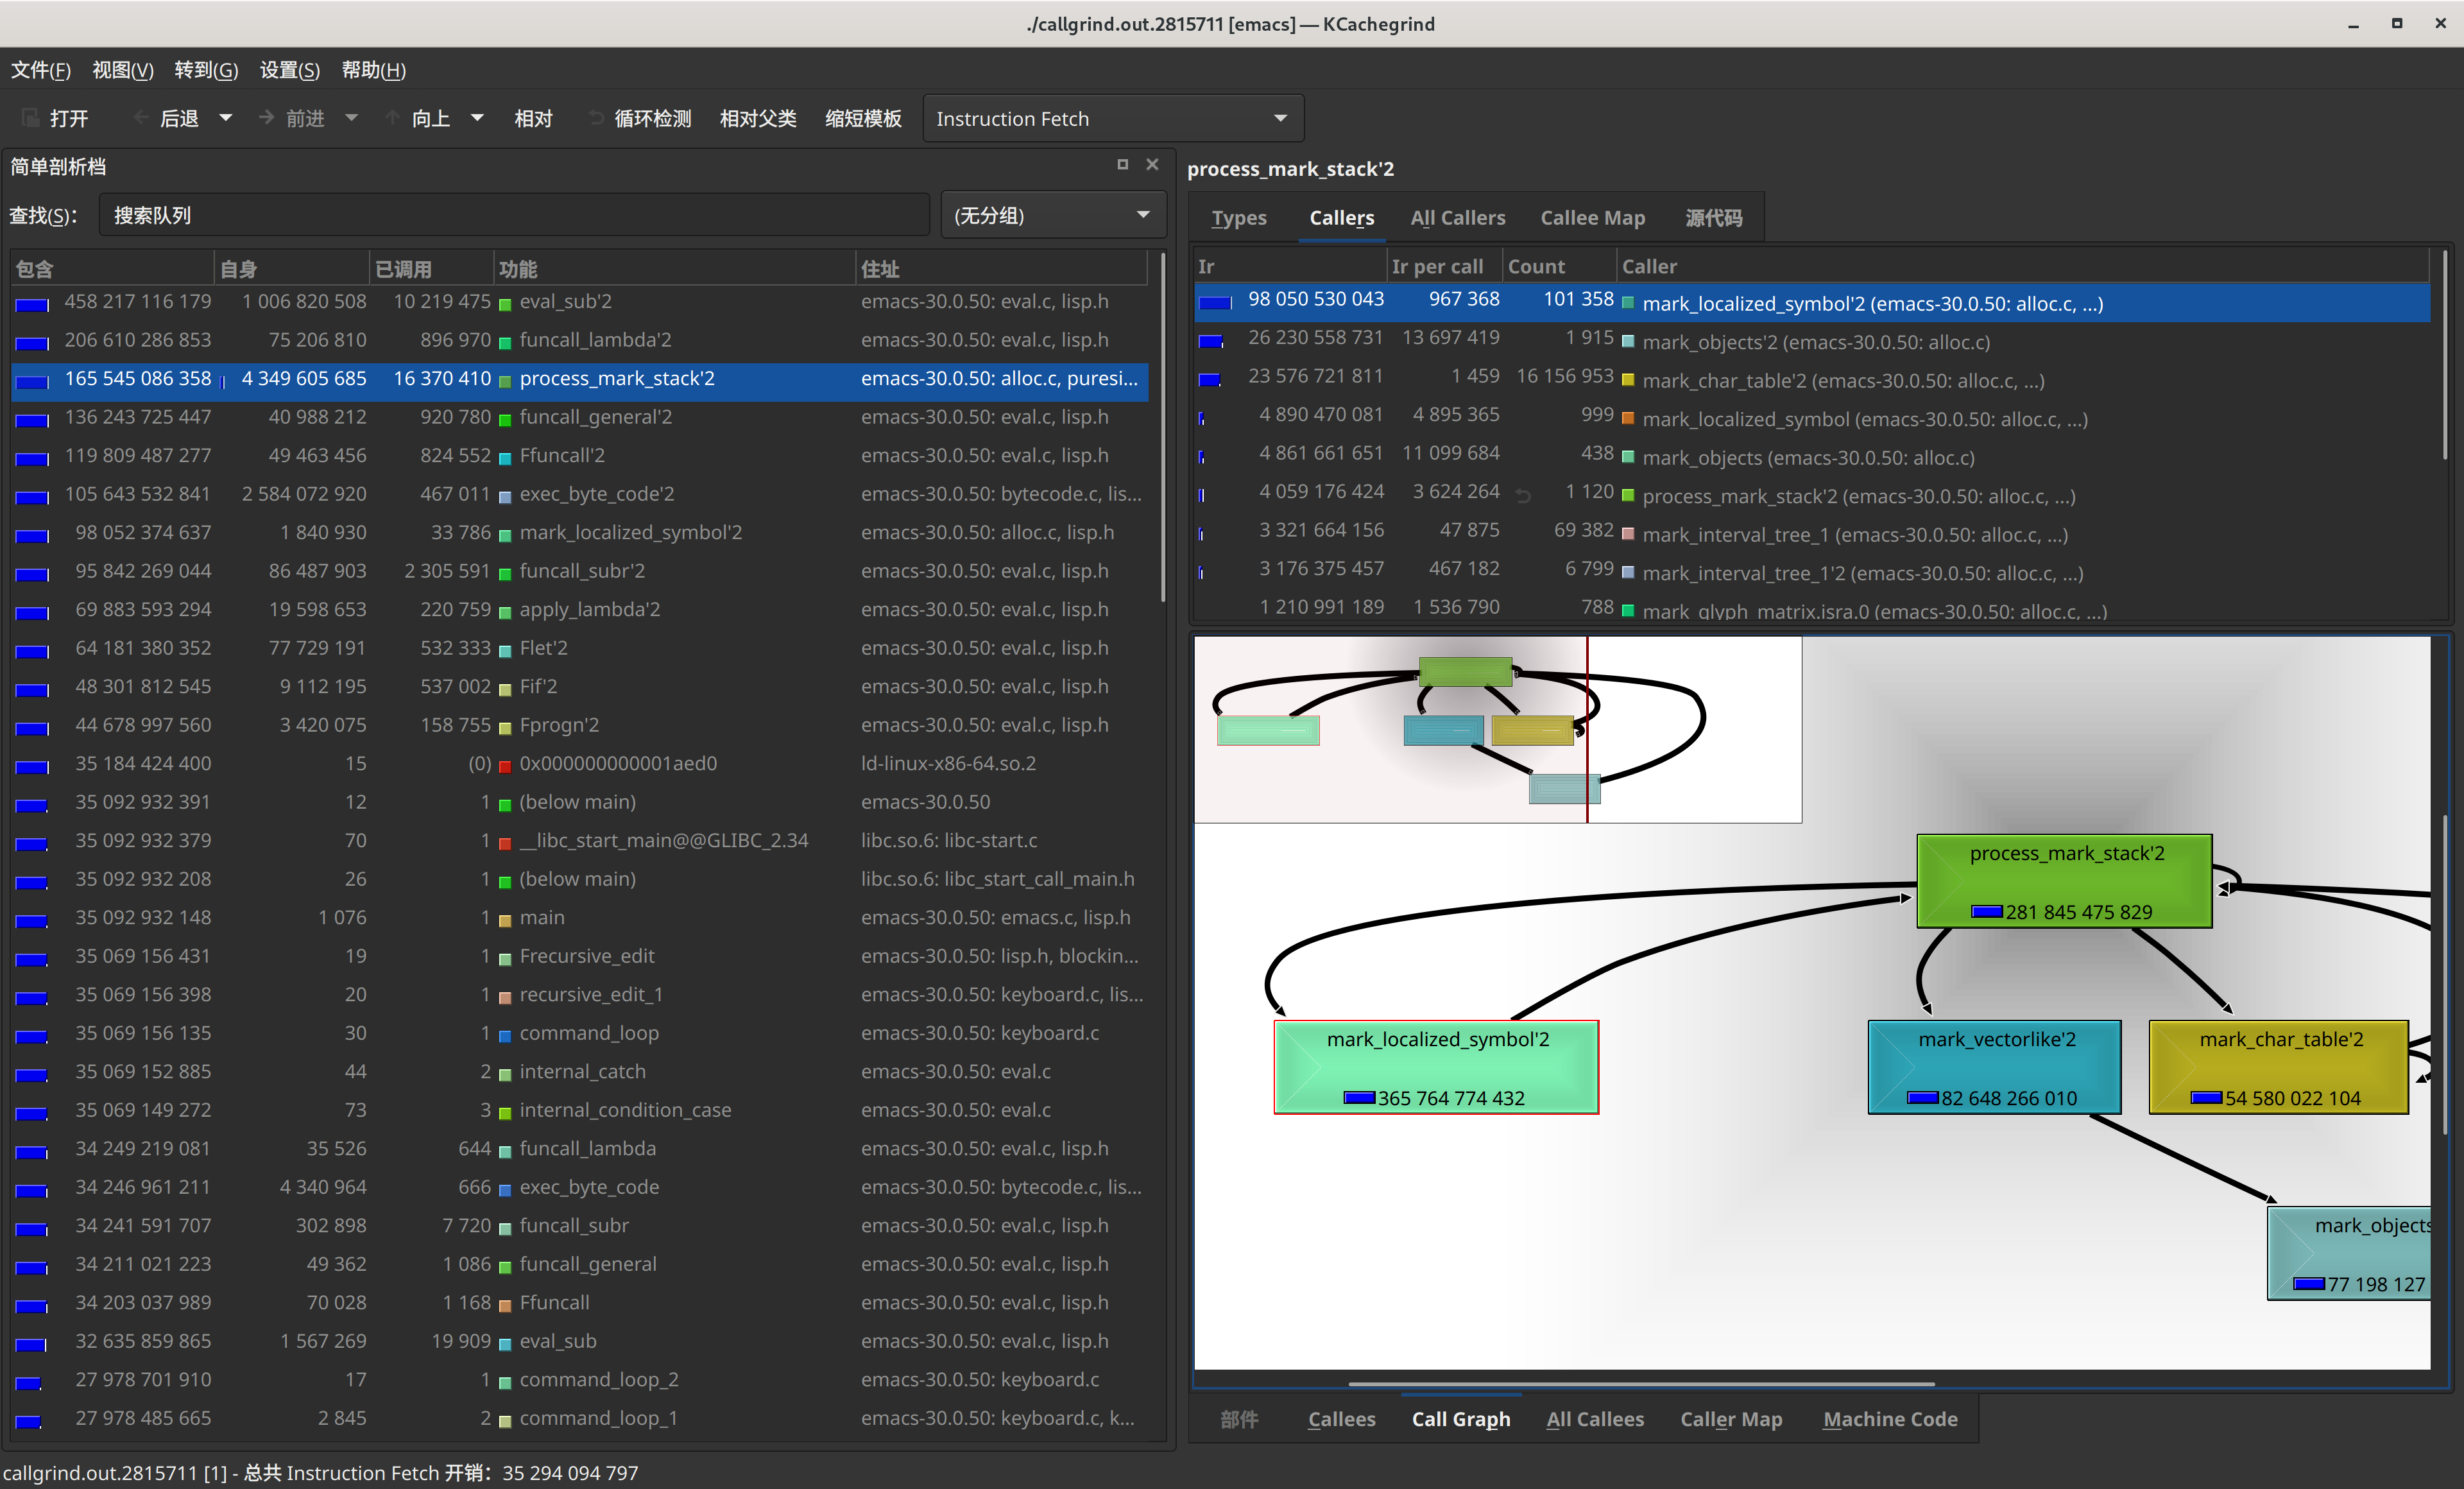 ./callgrind.out.2815711 [emacs] — KCachegrind
文件(F) 视图(V) 转到(G) 设置(S) 帮助(H)
打开 后退 前进 向上 相对 循环检测 相对父类 缩短模板 Instruction Fetch
简单剖析档
查找(S)： 搜索队列 (无分组)
包含 自身 已调用 功能 住址
458 217 116 179 1 006 820 508 10 219 475 eval_sub'2 emacs-30.0.50: eval.c, lisp.h
206 610 286 853 75 206 810 896 970 funcall_lambda'2 emacs-30.0.50: eval.c, lisp.h
165 545 086 358 4 349 605 685 16 370 410 process_mark_stack'2 emacs-30.0.50: alloc.c, puresi...
136 243 725 447 40 988 212 920 780 funcall_general'2 emacs-30.0.50: eval.c, lisp.h
119 809 487 277 49 463 456 824 552 Ffuncall'2 emacs-30.0.50: eval.c, lisp.h
105 643 532 841 2 584 072 920 467 011 exec_byte_code'2 emacs-30.0.50: bytecode.c, lis...
98 052 374 637 1 840 930 33 786 mark_localized_symbol'2 emacs-30.0.50: alloc.c, lisp.h
95 842 269 044 86 487 903 2 305 591 funcall_subr'2 emacs-30.0.50: eval.c, lisp.h
69 883 593 294 19 598 653 220 759 apply_lambda'2 emacs-30.0.50: eval.c, lisp.h
64 181 380 352 77 729 191 532 333 Flet'2 emacs-30.0.50: eval.c, lisp.h
48 301 812 545 9 112 195 537 002 Fif'2 emacs-30.0.50: eval.c, lisp.h
44 678 997 560 3 420 075 158 755 Fprogn'2 emacs-30.0.50: eval.c, lisp.h
35 184 424 400 15 (0) 0x000000000001aed0 ld-linux-x86-64.so.2
35 092 932 391 12 1 (below main) emacs-30.0.50
35 092 932 379 70 1 __libc_start_main@@GLIBC_2.34 libc.so.6: libc-start.c
35 092 932 208 26 1 (below main) libc.so.6: libc_start_call_main.h
35 092 932 148 1 076 1 main emacs-30.0.50: emacs.c, lisp.h
35 069 156 431 19 1 Frecursive_edit emacs-30.0.50: lisp.h, blockin...
35 069 156 398 20 1 recursive_edit_1 emacs-30.0.50: keyboard.c, lis...
35 069 156 135 30 1 command_loop emacs-30.0.50: keyboard.c
35 069 152 885 44 2 internal_catch emacs-30.0.50: eval.c
35 069 149 272 73 3 internal_condition_case emacs-30.0.50: eval.c
34 249 219 081 35 526 644 funcall_lambda emacs-30.0.50: eval.c, lisp.h
34 246 961 211 4 340 964 666 exec_byte_code emacs-30.0.50: bytecode.c, lis...
34 241 591 707 302 898 7 720 funcall_subr emacs-30.0.50: eval.c, lisp.h
34 211 021 223 49 362 1 086 funcall_general emacs-30.0.50: eval.c, lisp.h
34 203 037 989 70 028 1 168 Ffuncall emacs-30.0.50: eval.c, lisp.h
32 635 859 865 1 567 269 19 909 eval_sub emacs-30.0.50: eval.c, lisp.h
27 978 701 910 17 1 command_loop_2 emacs-30.0.50: keyboard.c
27 978 485 665 2 845 2 command_loop_1 emacs-30.0.50: keyboard.c, k...
process_mark_stack'2
Types Callers All Callers Callee Map 源代码
Ir Ir per call Count Caller
98 050 530 043 967 368 101 358 mark_localized_symbol'2 (emacs-30.0.50: alloc.c, ...)
26 230 558 731 13 697 419 1 915 mark_objects'2 (emacs-30.0.50: alloc.c)
23 576 721 811 1 459 16 156 953 mark_char_table'2 (emacs-30.0.50: alloc.c, ...)
4 890 470 081 4 895 365 999 mark_localized_symbol (emacs-30.0.50: alloc.c, ...)
4 861 661 651 11 099 684 438 mark_objects (emacs-30.0.50: alloc.c)
4 059 176 424 3 624 264 1 120 process_mark_stack'2 (emacs-30.0.50: alloc.c, ...)
3 321 664 156 47 875 69 382 mark_interval_tree_1 (emacs-30.0.50: alloc.c, ...)
3 176 375 457 467 182 6 799 mark_interval_tree_1'2 (emacs-30.0.50: alloc.c, ...)
1 210 991 189 1 536 790 788 mark_glyph_matrix.isra.0 (emacs-30.0.50: alloc.c, ...)
process_mark_stack'2
281 845 475 829
mark_localized_symbol'2 mark_vectorlike'2 mark_char_table'2
365 764 774 432 82 648 266 010 54 580 022 104
mark_objects
77 198 127
部件 Callees Call Graph All Callees Caller Map Machine Code
callgrind.out.2815711 [1] - 总共 Instruction Fetch 开销： 35 294 094 797